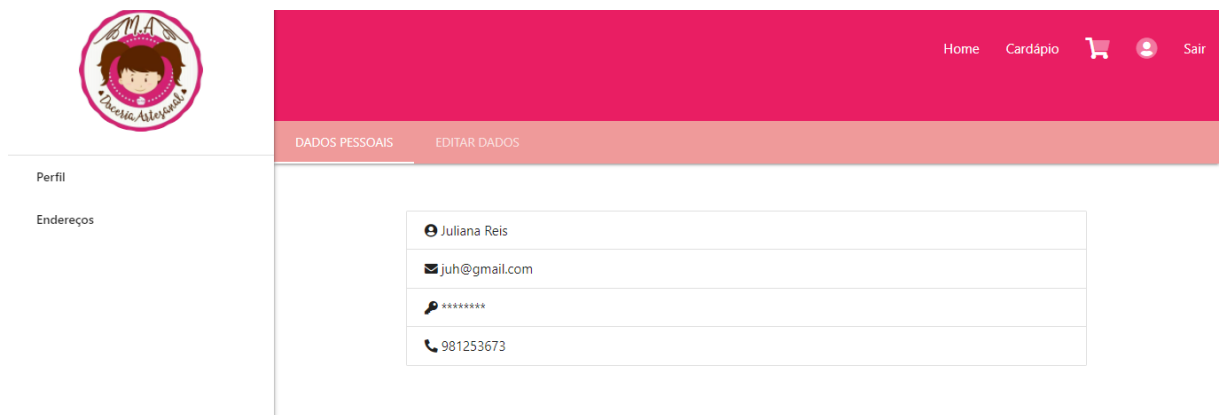 M.A
Doceria Artesanal
Home Cardápio Sair
DADOS PESSOAIS EDITAR DADOS
Perfil
Endereços
Juliana Reis
juh@gmail.com
********
981253673